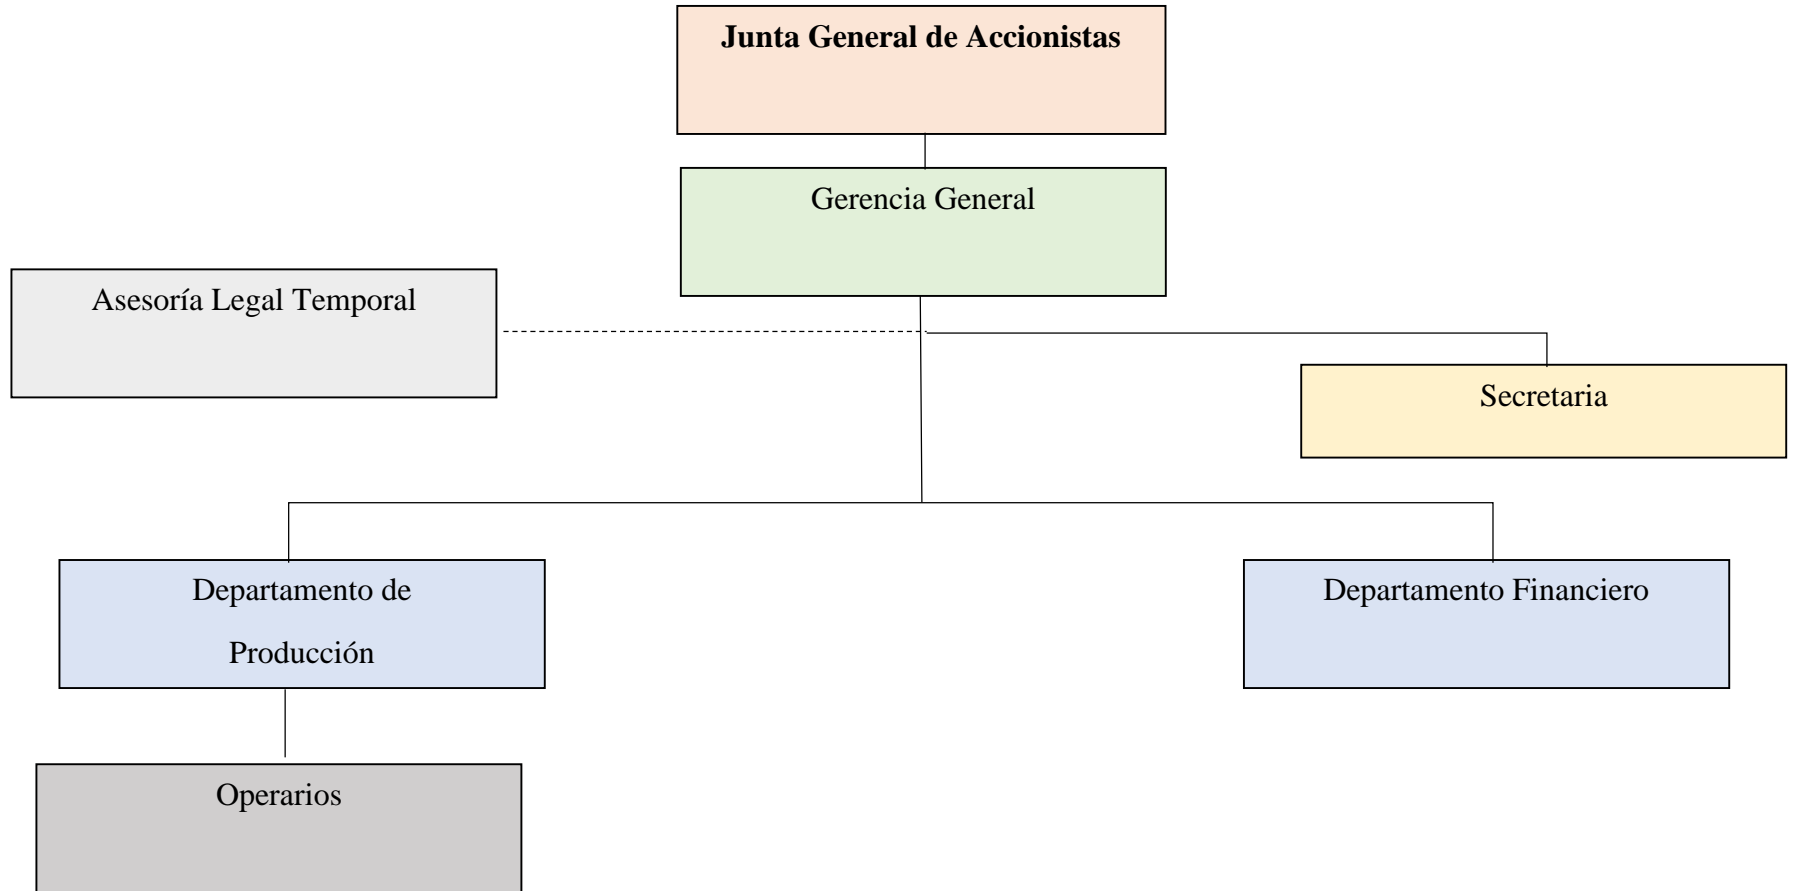 Junta General de Accionistas
Gerencia General
Asesoría Legal Temporal
Secretaria
Departamento de
Producción
Departamento Financiero
Operarios